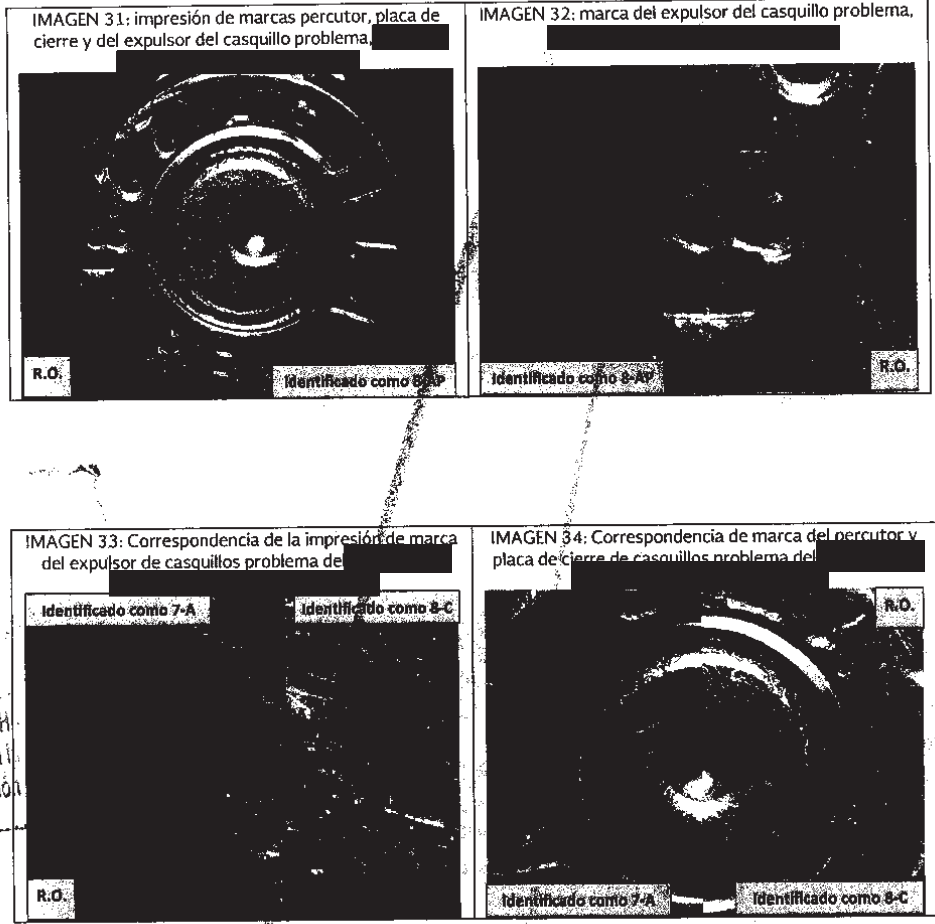 IMAGEN 31: impresión de marcas percutor, placa de
cierre y del expulsor del casquillo problema,
R.O.
Identificado como 8-AP
IMAGEN 32: marca del expulsor del casquillo problema,
Identificado como 8-AP
R.O.
IMAGEN 33: Correspondencia de la impresión de marca
del expulsor de casquillos problema del
Identificado como 7-A
Identificado como 8-C
R.O.
IMAGEN 34: Correspondencia de marca del percutor y
placa de cierre de casquillos problema del
R.O.
Identificado como 7-A
Identificado como 8-C